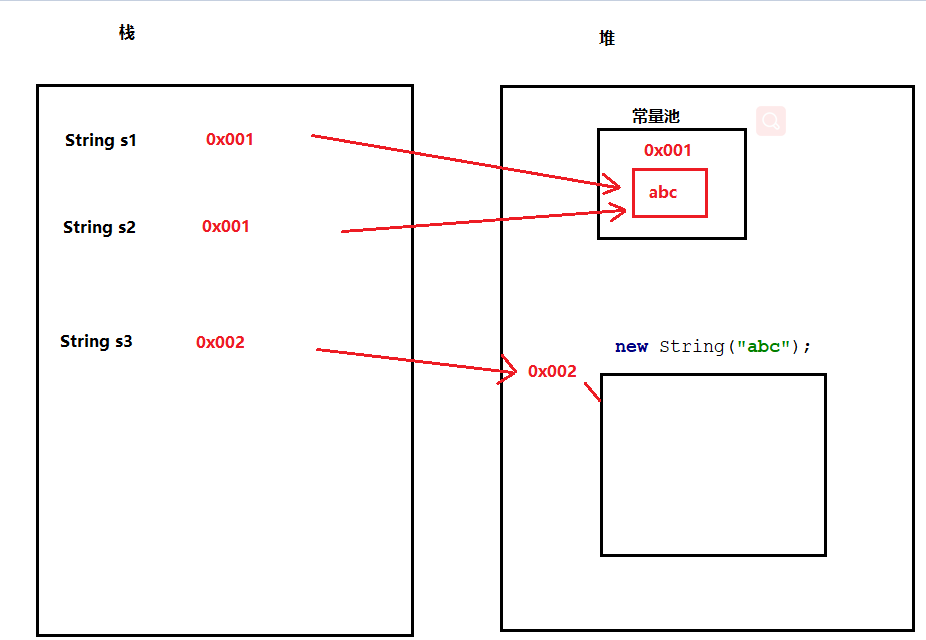 栈
堆
常量池
String s1 0x001
0x001
abc
String s2 0x001
String s3 0x002
new String("abc");
0x002